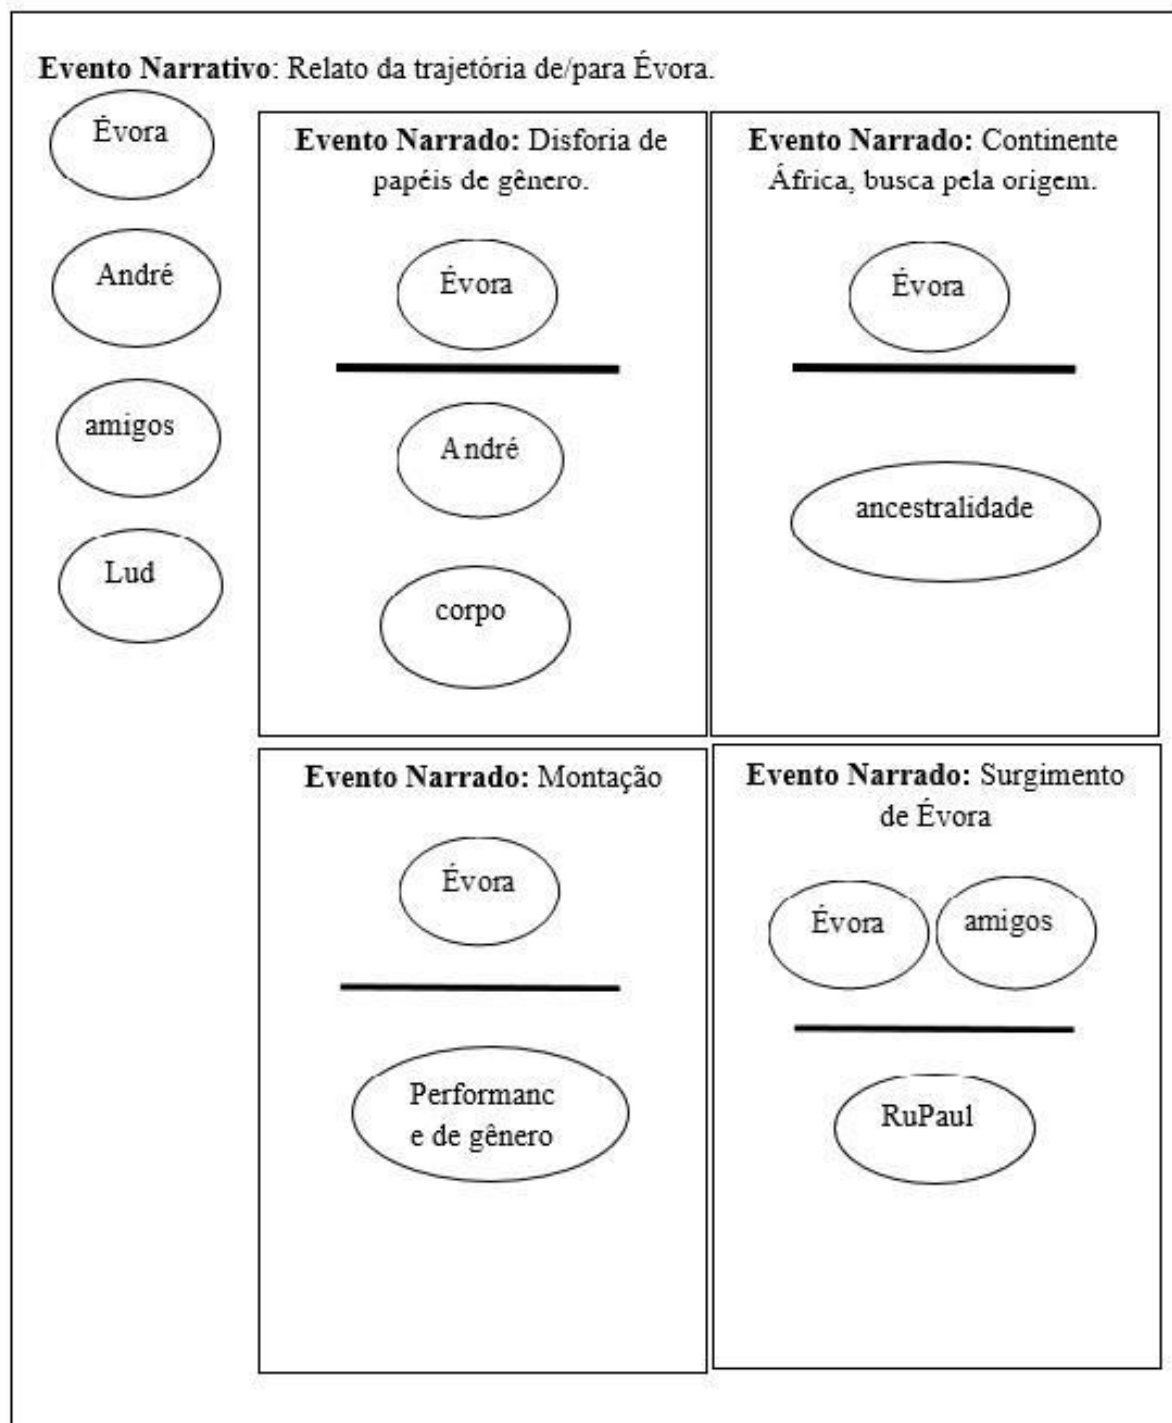 Evento Narrativo: Relato da trajetória de/para Évora.
Évora
André
amigos
Lud
Evento Narrado: Disforia de
papéis de gênero.
Évora
André
corpo
Evento Narrado: Continente
África, busca pela origem.
Évora
ancestralidade
Evento Narrado: Montação
Évora
Performanc
e de gênero
Evento Narrado: Surgimento
de Évora
Évora
amigos
RuPaul